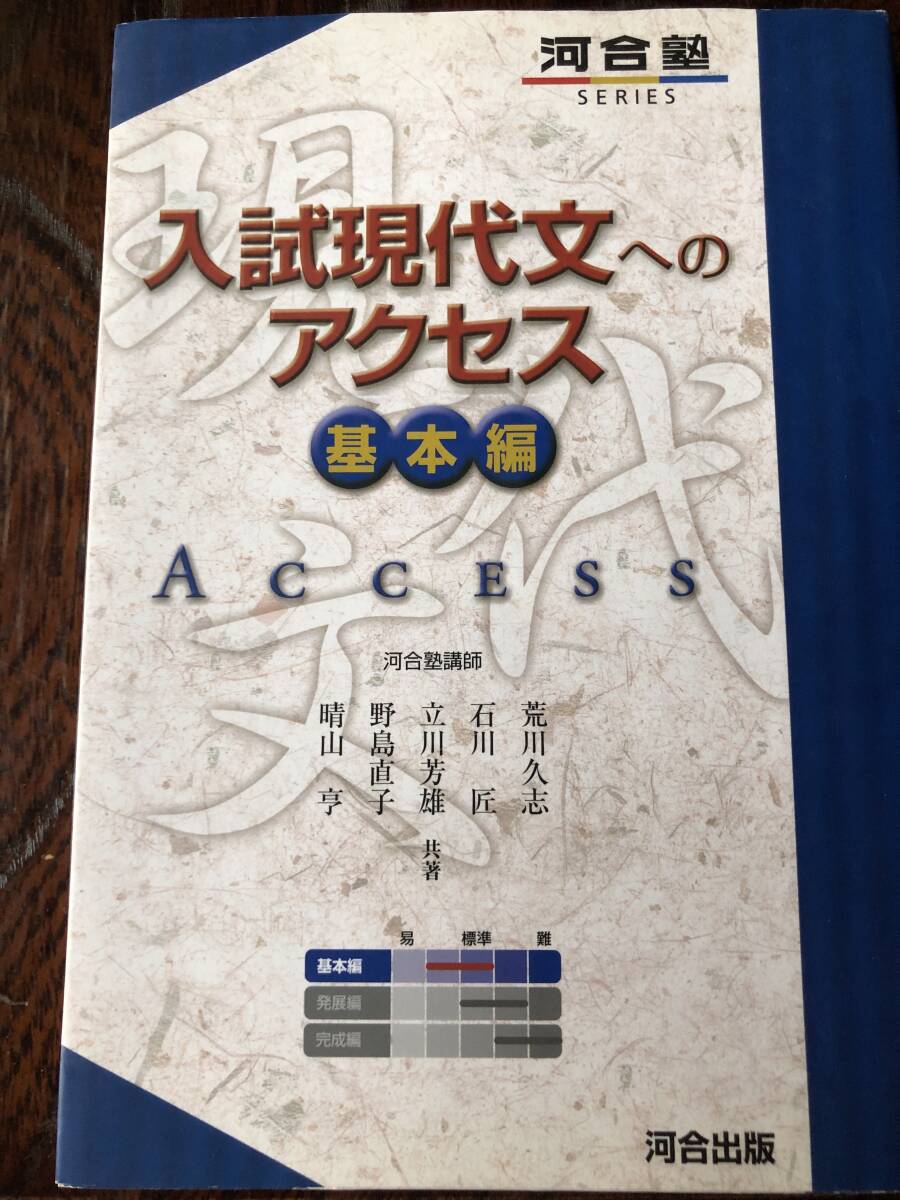 河合塾
SERIES
入試現代文への
アクセス
基本編
ACCESS
河合塾講師
荒川久志
石川 匠
立川芳雄
野島直子
晴山 亨
共著
易 標準 難
基本編
発展編
完成編
河合出版
現代文